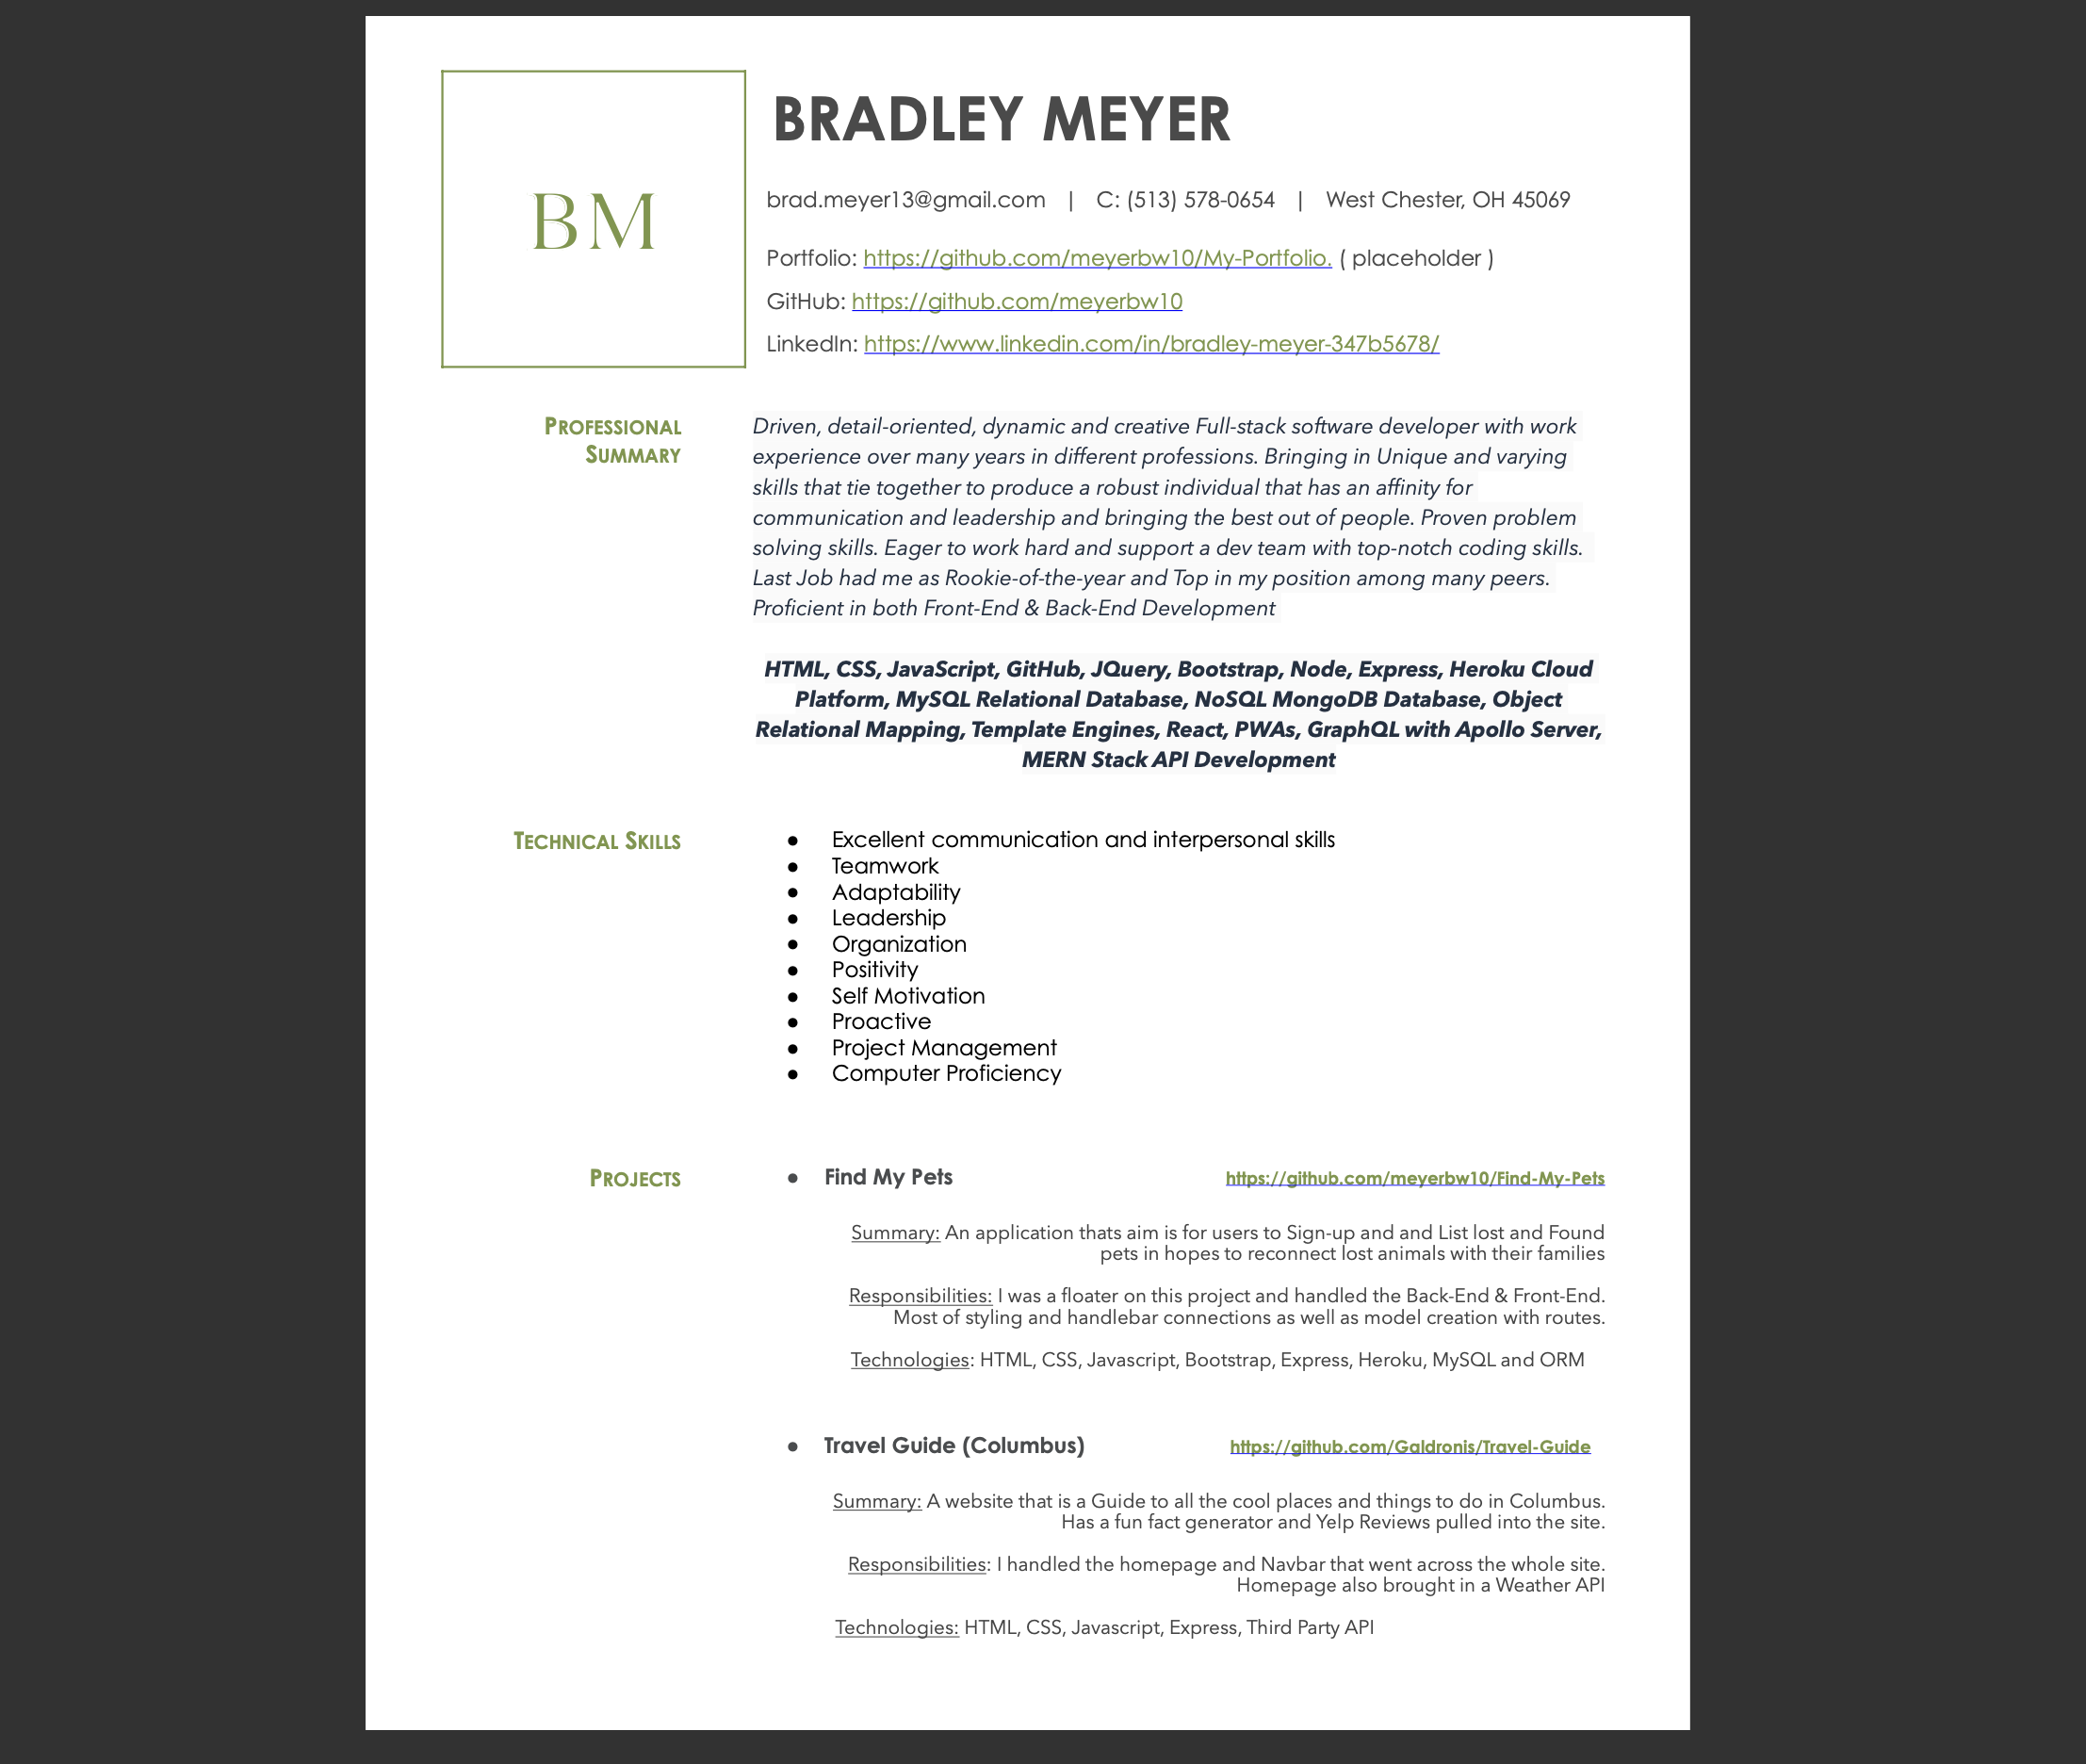 BM
BRADLEY MEYER
brad.meyer13@gmail.com | C: (513) 578-0654 | West Chester, OH 45069
Portfolio: https://github.com/meyerbw10/My-Portfolio. ( placeholder )
GitHub: https://github.com/meyerbw10
LinkedIn: https://www.linkedin.com/in/bradley-meyer-347b5678/
PROFESSIONAL
SUMMARY
Driven, detail-oriented, dynamic and creative Full-stack software developer with work
experience over many years in different professions. Bringing in Unique and varying
skills that tie together to produce a robust individual that has an affinity for
communication and leadership and bringing the best out of people. Proven problem
solving skills. Eager to work hard and support a dev team with top-notch coding skills.
Last Job had me as Rookie-of-the-year and Top in my position among many peers.
Proficient in both Front-End & Back-End Development
HTML, CSS, JavaScript, GitHub, JQuery, Bootstrap, Node, Express, Heroku Cloud
Platform, MySQL Relational Database, NoSQL MongoDB Database, Object
Relational Mapping, Template Engines, React, PWAs, GraphQL with Apollo Server,
MERN Stack API Development
TECHNICAL SKILLS
● Excellent communication and interpersonal skills
● Teamwork
● Adaptability
● Leadership
● Organization
● Positivity
● Self Motivation
● Proactive
● Project Management
● Computer Proficiency
PROJECTS
● Find My Pets https://github.com/meyerbw10/Find-My-Pets
Summary: An application thats aim is for users to Sign-up and and List lost and Found
pets in hopes to reconnect lost animals with their families
Responsibilities: I was a floater on this project and handled the Back-End & Front-End.
Most of styling and handlebar connections as well as model creation with routes.
Technologies: HTML, CSS, Javascript, Bootstrap, Express, Heroku, MySQL and ORM
● Travel Guide (Columbus) https://github.com/Galdronis/Travel-Guide
Summary: A website that is a Guide to all the cool places and things to do in Columbus.
Has a fun fact generator and Yelp Reviews pulled into the site.
Responsibilities: I handled the homepage and Navbar that went across the whole site.
Homepage also brought in a Weather API
Technologies: HTML, CSS, Javascript, Express, Third Party API